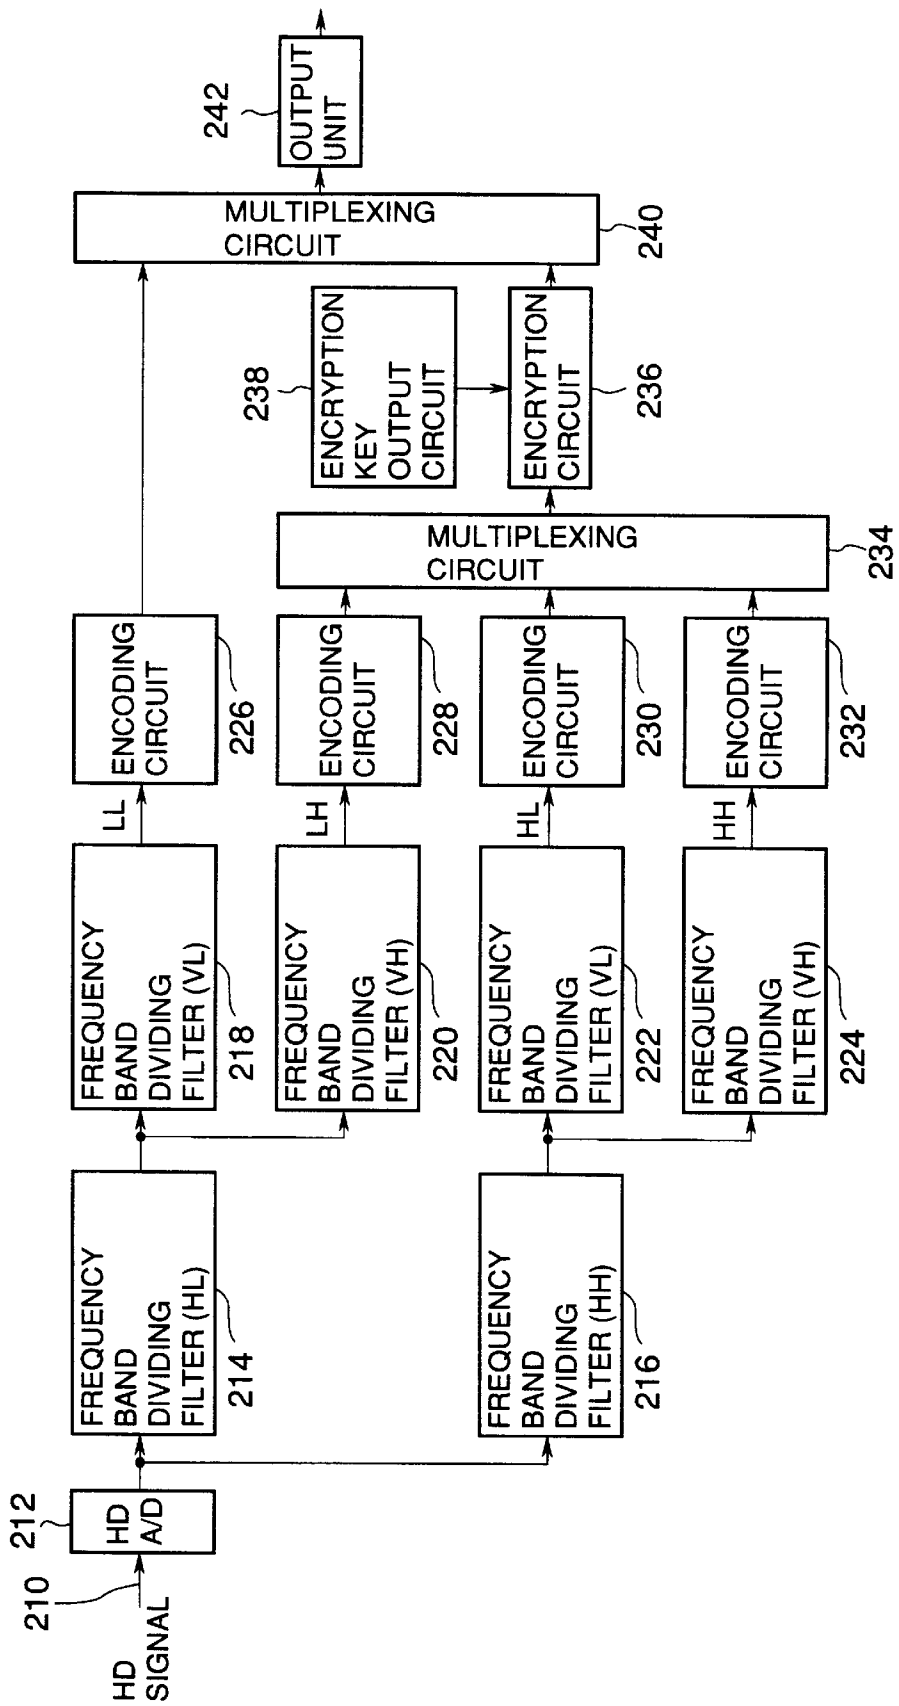 HD
SIGNAL
210
212
HD
A/D
FREQUENCY
BAND
DIVIDING
FILTER (HL)
214
FREQUENCY
BAND
DIVIDING
FILTER (HH)
216
FREQUENCY
BAND
DIVIDING
FILTER (VL)
218
FREQUENCY
BAND
DIVIDING
FILTER (VH)
220
FREQUENCY
BAND
DIVIDING
FILTER (VL)
222
FREQUENCY
BAND
DIVIDING
FILTER (VH)
224
LL
LH
HL
HH
ENCODING
CIRCUIT
226
ENCODING
CIRCUIT
228
ENCODING
CIRCUIT
230
ENCODING
CIRCUIT
232
MULTIPLEXING
CIRCUIT
234
238
ENCRYPTION
KEY
OUTPUT
CIRCUIT
ENCRYPTION
CIRCUIT
236
MULTIPLEXING
CIRCUIT
240
242
OUTPUT
UNIT